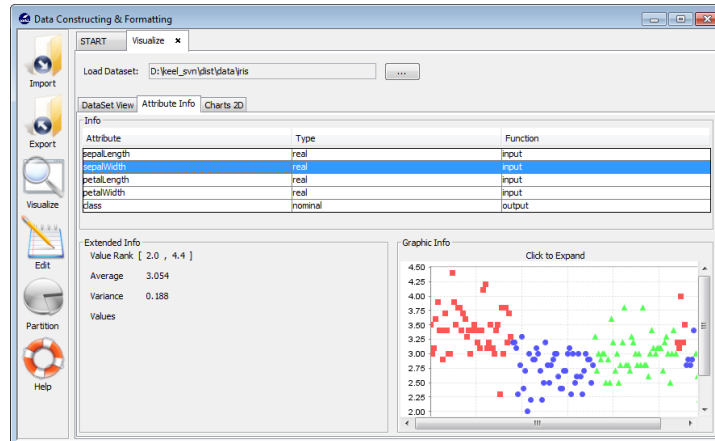 Data Constructing & Formatting
START
Visualize
Load Dataset: D:\keel_svn\dist\data\iris
...
Import
Export
Visualize
Edit
Partition
Help
DataSet View Attribute Info Charts 2D
Info
Attribute Type Function
sepalLength real input
sepalWidth real input
petalLength real input
petalWidth real input
class nominal output
Extended Info
Value Rank [ 2.0 , 4.4 ]
Average 3.054
Variance 0.188
Values
Graphic Info
Click to Expand
4.50
4.25
4.00
3.75
3.50
3.25
3.00
2.75
2.50
2.25
2.00